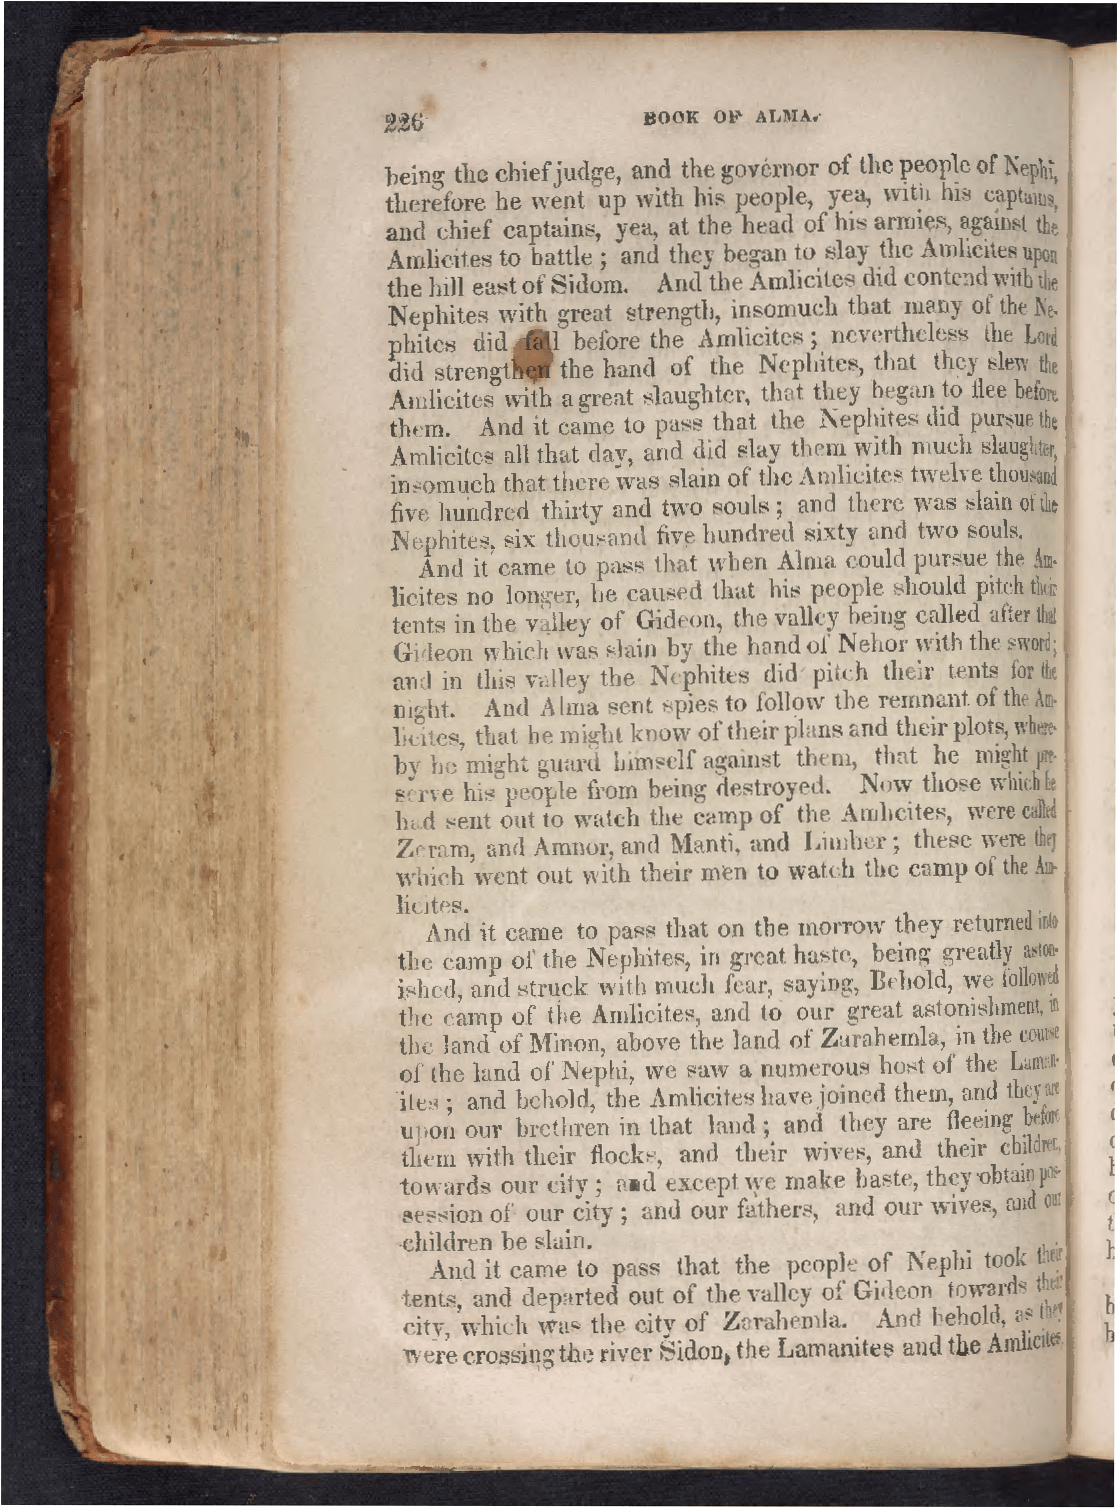 226 BOOK OF ALMA.
being the chief judge, and the governor of the people of Nephi,
therefore he went up with his people, yea, with his captains,
and chief captains, yea, at the head of his armies, against the
Amlicites to battle ; and they began to slay the Amlicites upon
the hill east of Sidom. And the Amlicites did contend with the
Nephites with great strength, insomuch that many of the Ne-
phites did fall before the Amlicites ; nevertheless the Lord
did strengthen the hand of the Nephites, that they slew the
Amlicites with a great slaughter, that they began to flee before
them. And it came to pass that the Nephites did pursue the
Amlicites all that day, and did slay them with much slaughter,
insomuch that there was slain of the Amlicites twelve thousand
five hundred thirty and two souls ; and there was slain of the
Nephites, six thousand five hundred sixty and two souls.
And it came to pass that when Alma could pursue the Am-
licites no longer, he caused that his people should pitch their
tents in the valley of Gideon, the valley being called after that
Gideon which was slain by the hand of Nehor with the sword;
and in this valley the Nephites did pitch their tents for the
night. And Alma sent spies to follow the remnant of the Am-
licites, that he might know of their plans and their plots, where-
by he might guard himself against them, that he might pre-
serve his people from being destroyed. Now those which he
had sent out to watch the camp of the Amlicites, were called
Zeram, and Amnor, and Manti, and Limher ; these were they
which went out with their men to watch the camp of the Am-
licites.
And it came to pass that on the morrow they returned into
the camp of the Nephites, in great haste, being greatly aston-
ished, and struck with much fear, saying, Behold, we followed
the camp of the Amlicites, and to our great astonishment, in
the land of Minon, above the land of Zarahemla, in the course
of the land of Nephi, we saw a numerous host of the Laman-
ites ; and behold, the Amlicites have joined them, and they are
upon our brethren in that land ; and they are fleeing before
them with their flocks, and their wives, and their children,
towards our city ; and except we make haste, they obtain pos-
session of our city ; and our fathers, and our wives, and our
children be slain.
And it came to pass that the people of Nephi took their
tents, and departed out of the valley of Gideon towards their
city, which was the city of Zarahemla. And behold, as they
were crossing the river Sidon, the Lamanites and the Amlicites,